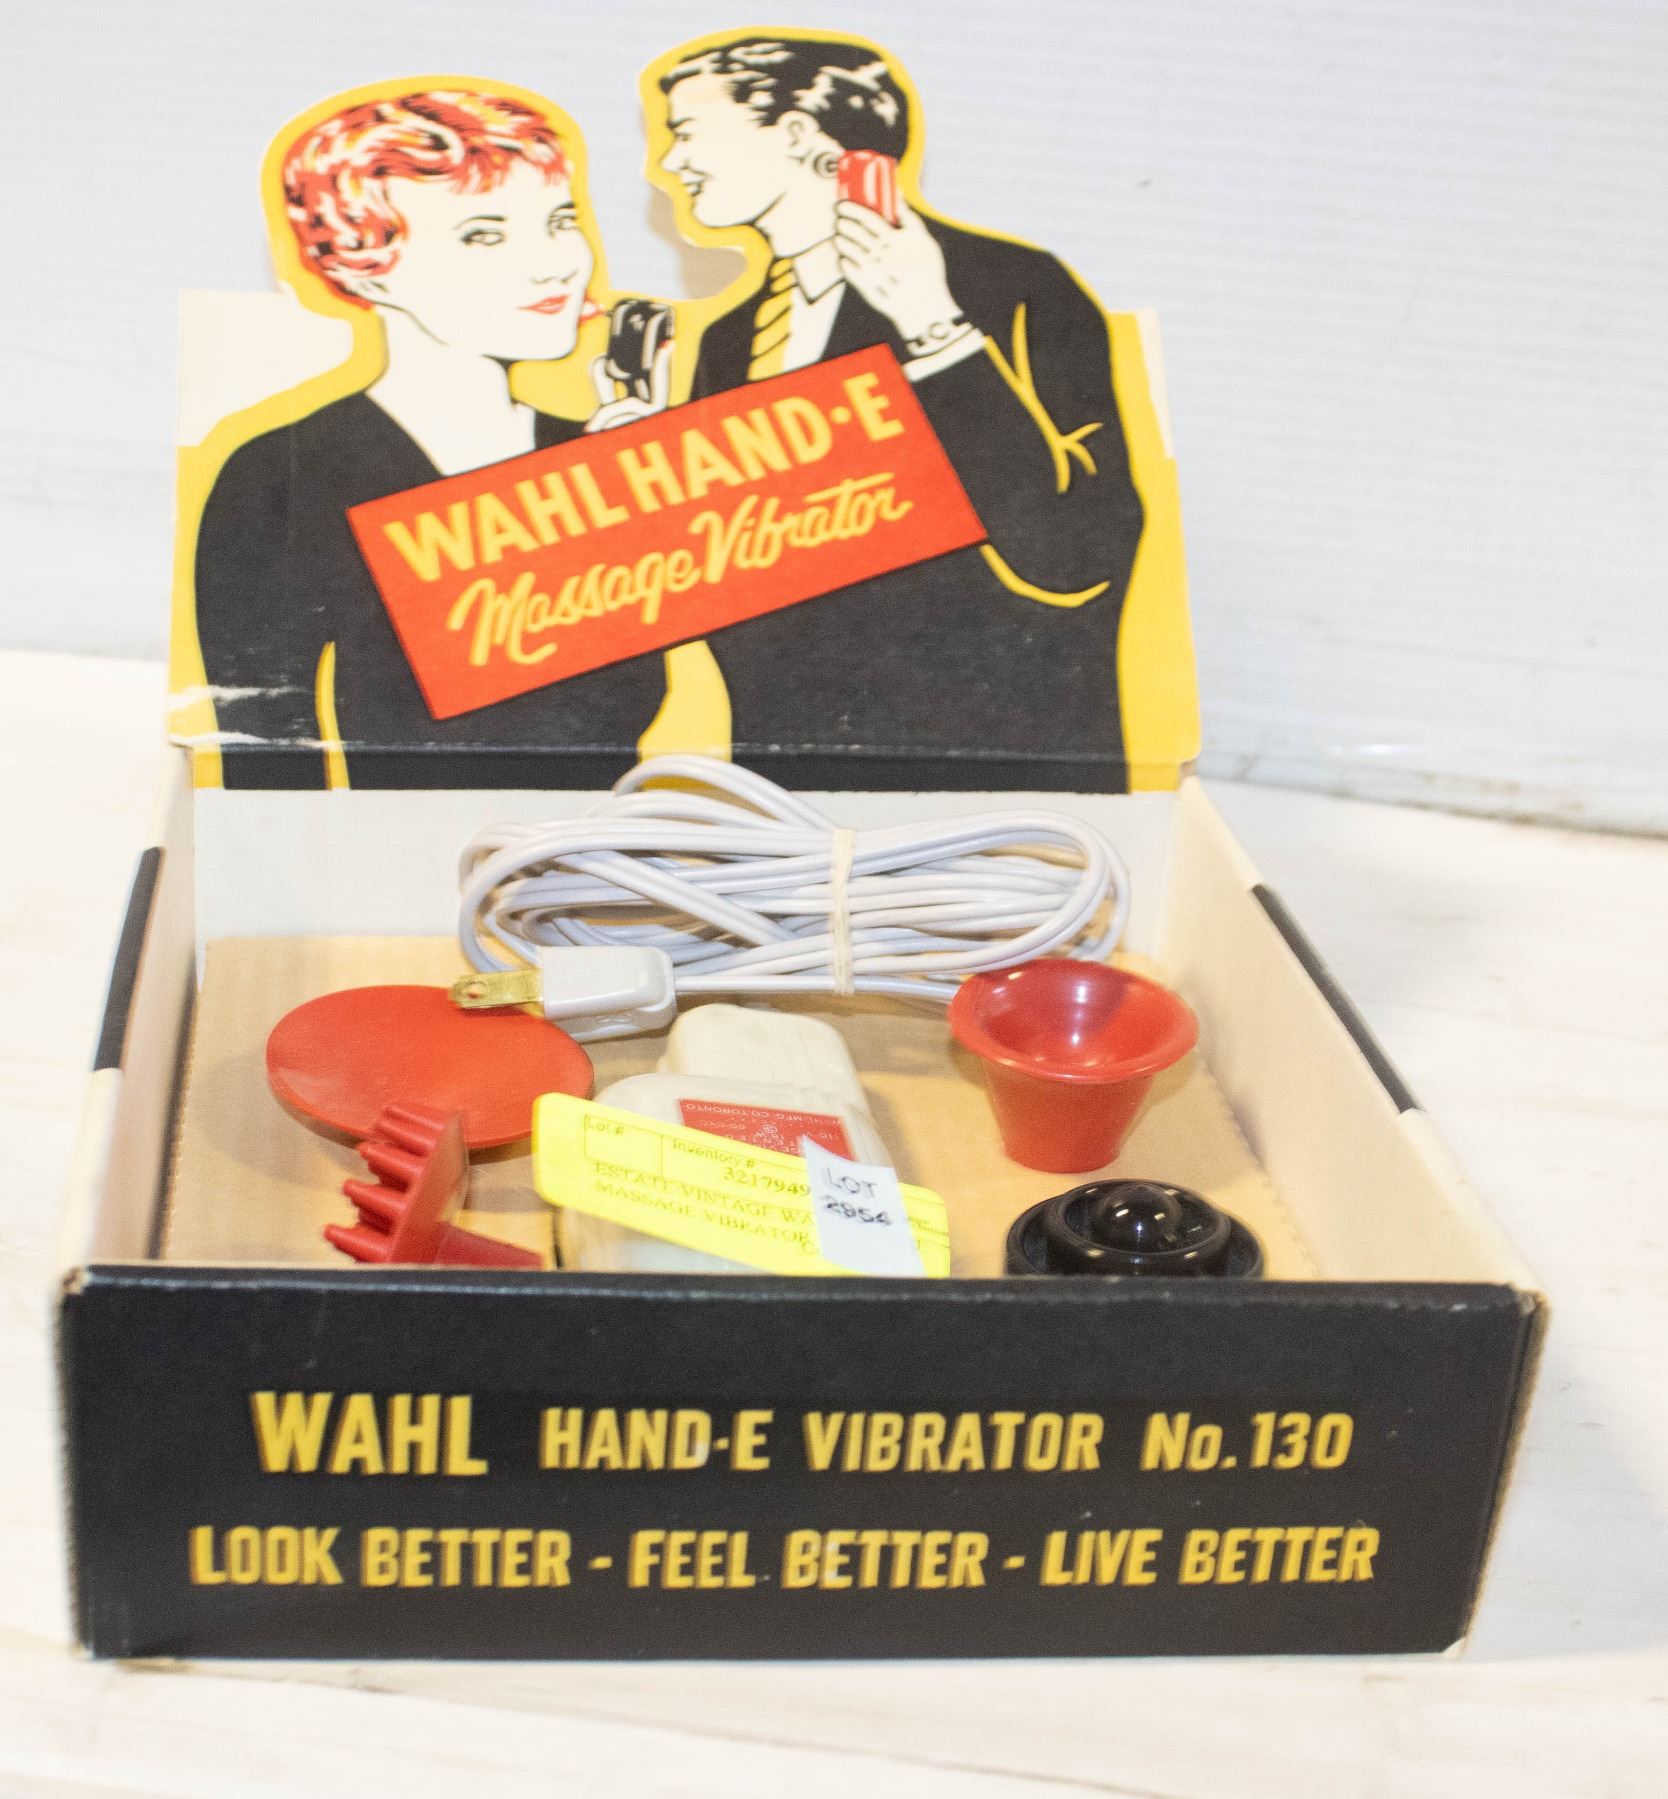 WAHL HAND·E
Massage Vibrator
Lot #
Inventory #
3217949
ESTATE VINTAGE WA
MASSAGE VIBRATOR
LOT
2954
WAHL HAND-E VIBRATOR No. 130
LOOK BETTER - FEEL BETTER - LIVE BETTER